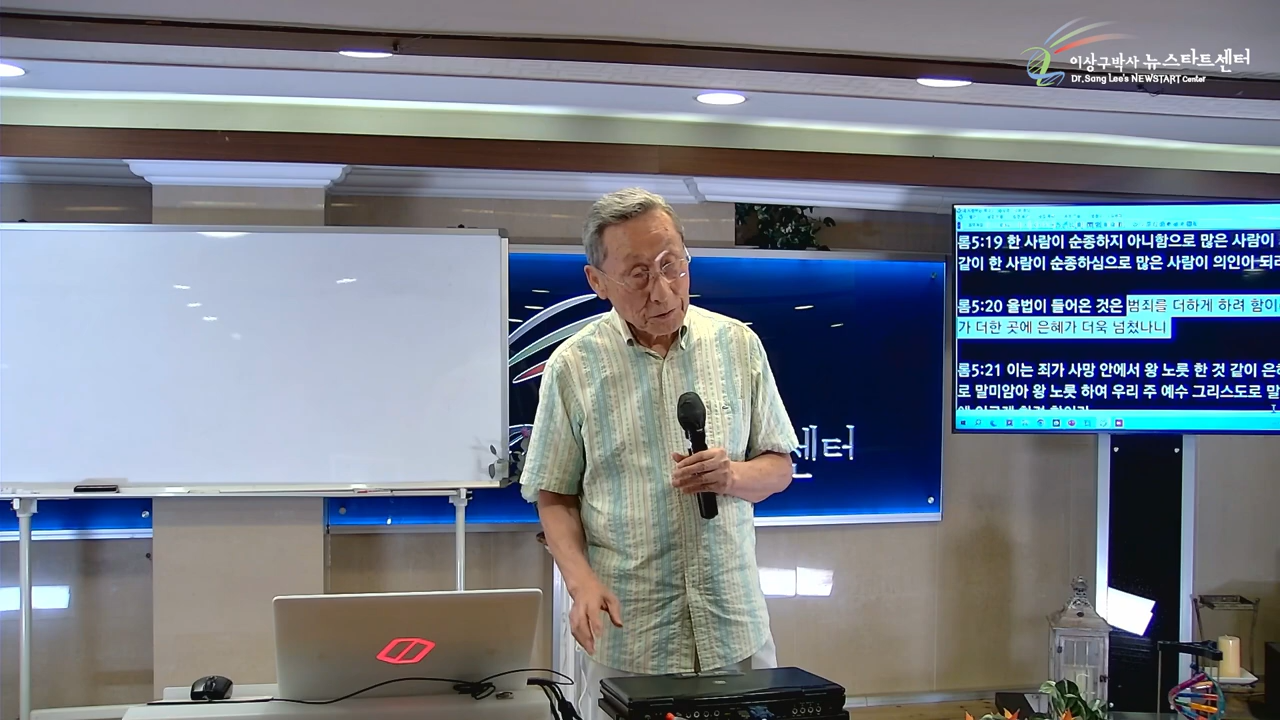 이상구박사 뉴스타트센터
Dr. Sang Lee's NEWSTART Center
롬5:19 한 사람이 순종하지 아니함으로 많은 사람이
같이 한 사람이 순종하심으로 많은 사람이 의인이 되리
롬5:20 율법이 들어온 것은 범죄를 더하게 하려 함이
가 더한 곳에 은혜가 더욱 넘쳤나니
롬5:21 이는 죄가 사망 안에서 왕 노릇 한 것 같이 은혜
로 말미암아 왕 노릇 하여 우리 주 예수 그리스도로 말
센터